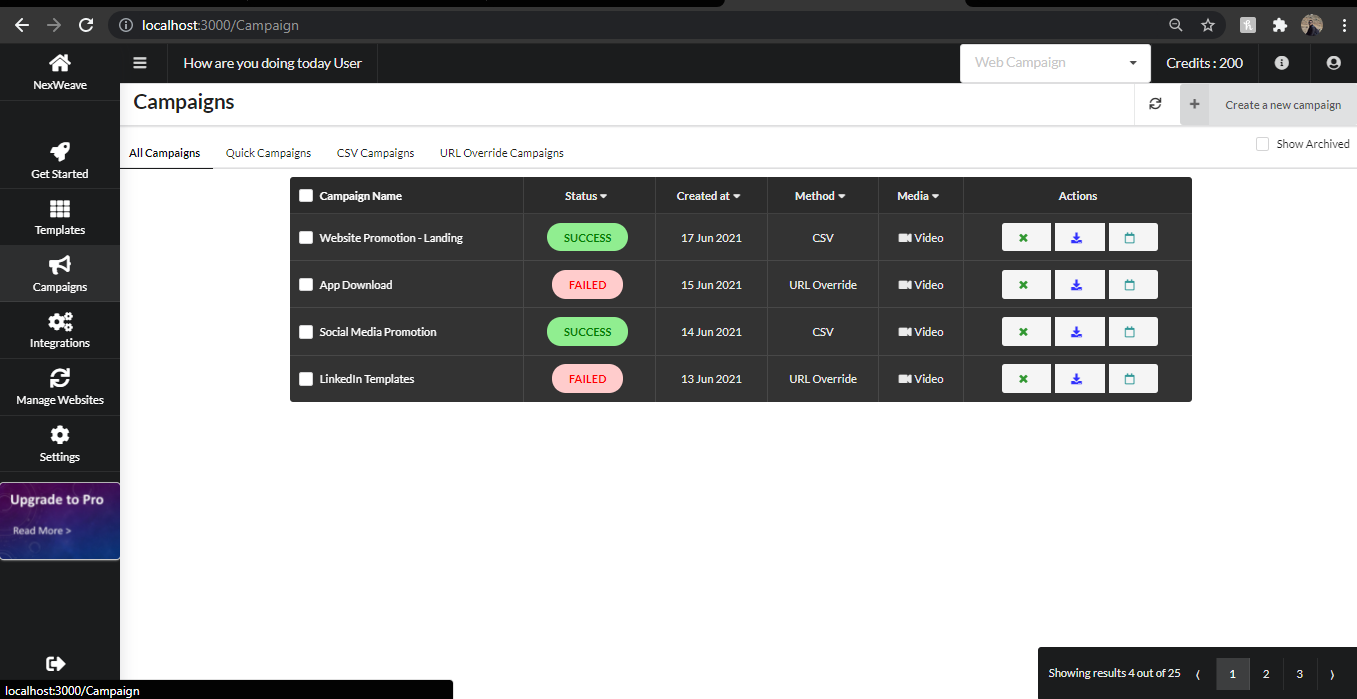 localhost:3000/Campaign
NexWeave
How are you doing today User
Web Campaign
Credits : 200
Campaigns
Create a new campaign
All Campaigns
Quick Campaigns
CSV Campaigns
URL Override Campaigns
Show Archived
Get Started
Templates
Campaigns
Integrations
Manage Websites
Settings
Upgrade to Pro
Read More >
Campaign Name Status Created at Method Media Actions
Website Promotion - Landing SUCCESS 17 Jun 2021 CSV Video
App Download FAILED 15 Jun 2021 URL Override Video
Social Media Promotion SUCCESS 14 Jun 2021 CSV Video
LinkedIn Templates FAILED 13 Jun 2021 URL Override Video
Showing results 4 out of 25 ⟨ 1 2 3 ⟩
localhost:3000/Campaign